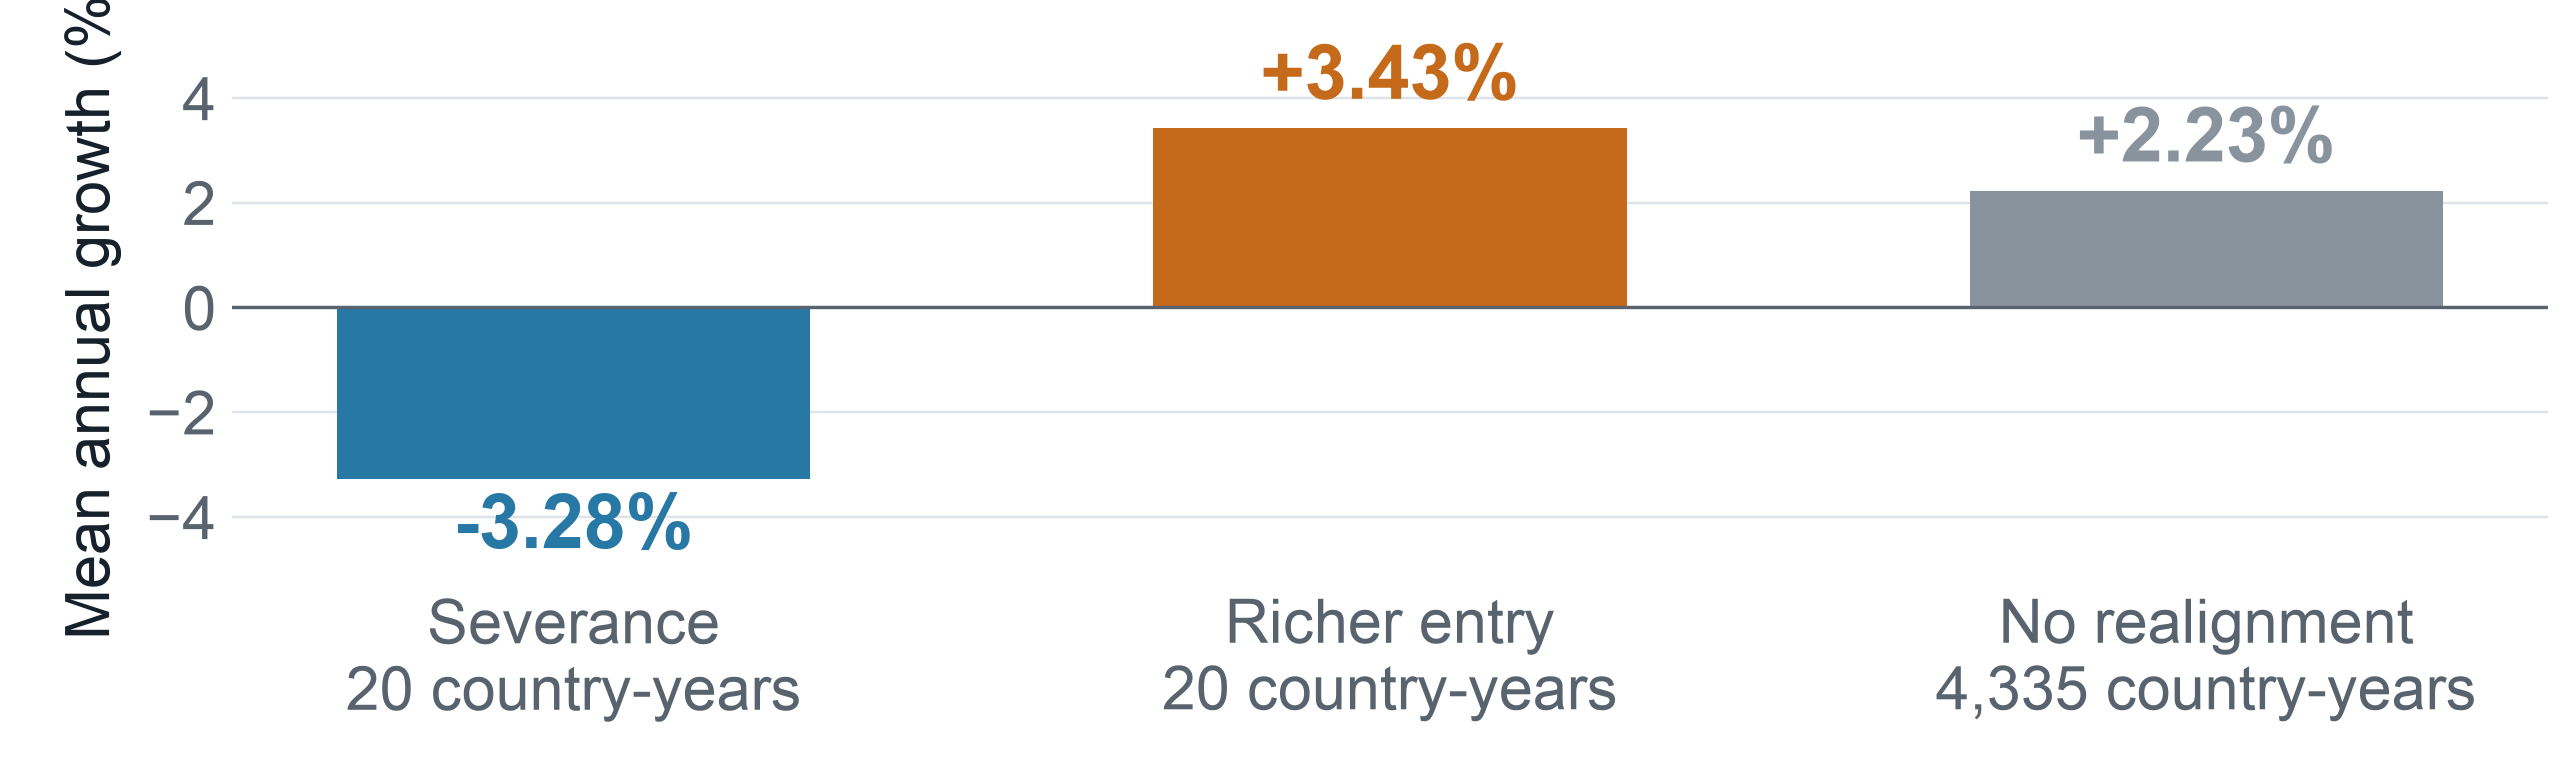 Mean annual growth (%
4
2
0
−2
−4
+3.43%
+2.23%
-3.28%
Severance
20 country-years
Richer entry
20 country-years
No realignment
4,335 country-years